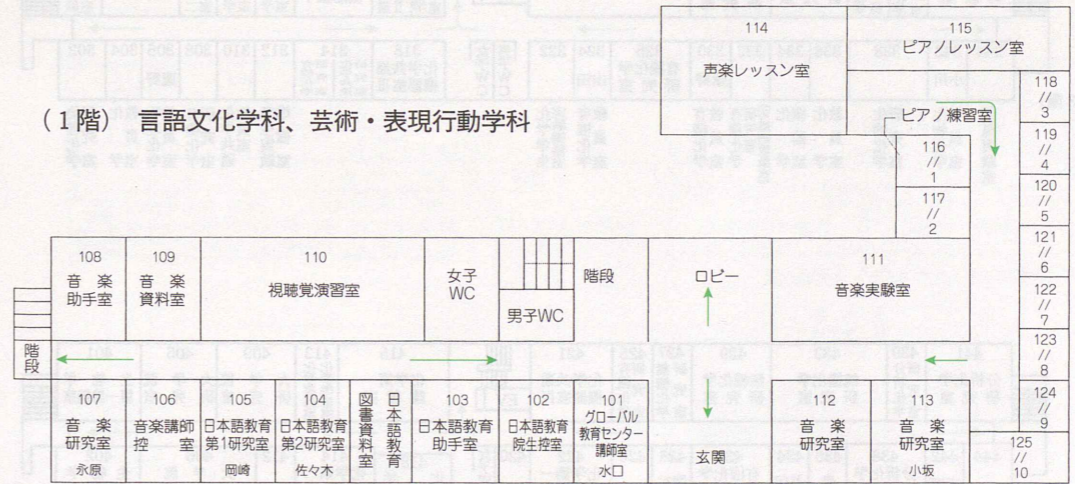 (1階) 言語文化学科、芸術・表現行動学科
114
声楽レッスン室
115
ピアノレッスン室
ピアノ練習室
116
//
1
117
//
2
118
//
3
119
//
4
120
//
5
121
//
6
122
//
7
123
//
8
124
//
9
125
//
10
108
音楽
助手室
109
音楽
資料室
110
視聴覚演習室
女子
WC
男子WC
階段
ロビー
111
音楽実験室
階段
107
音楽
研究室
永原
106
音楽講師
控室
105
日本語教育
第1研究室
岡崎
104
日本語教育
第2研究室
佐々木
日本語教育
図書資料室
103
日本語教育
助手室
102
日本語教育
院生控室
101
グローバル
教育センター
講師室
水口
玄関
112
音楽
研究室
113
音楽
研究室
小坂